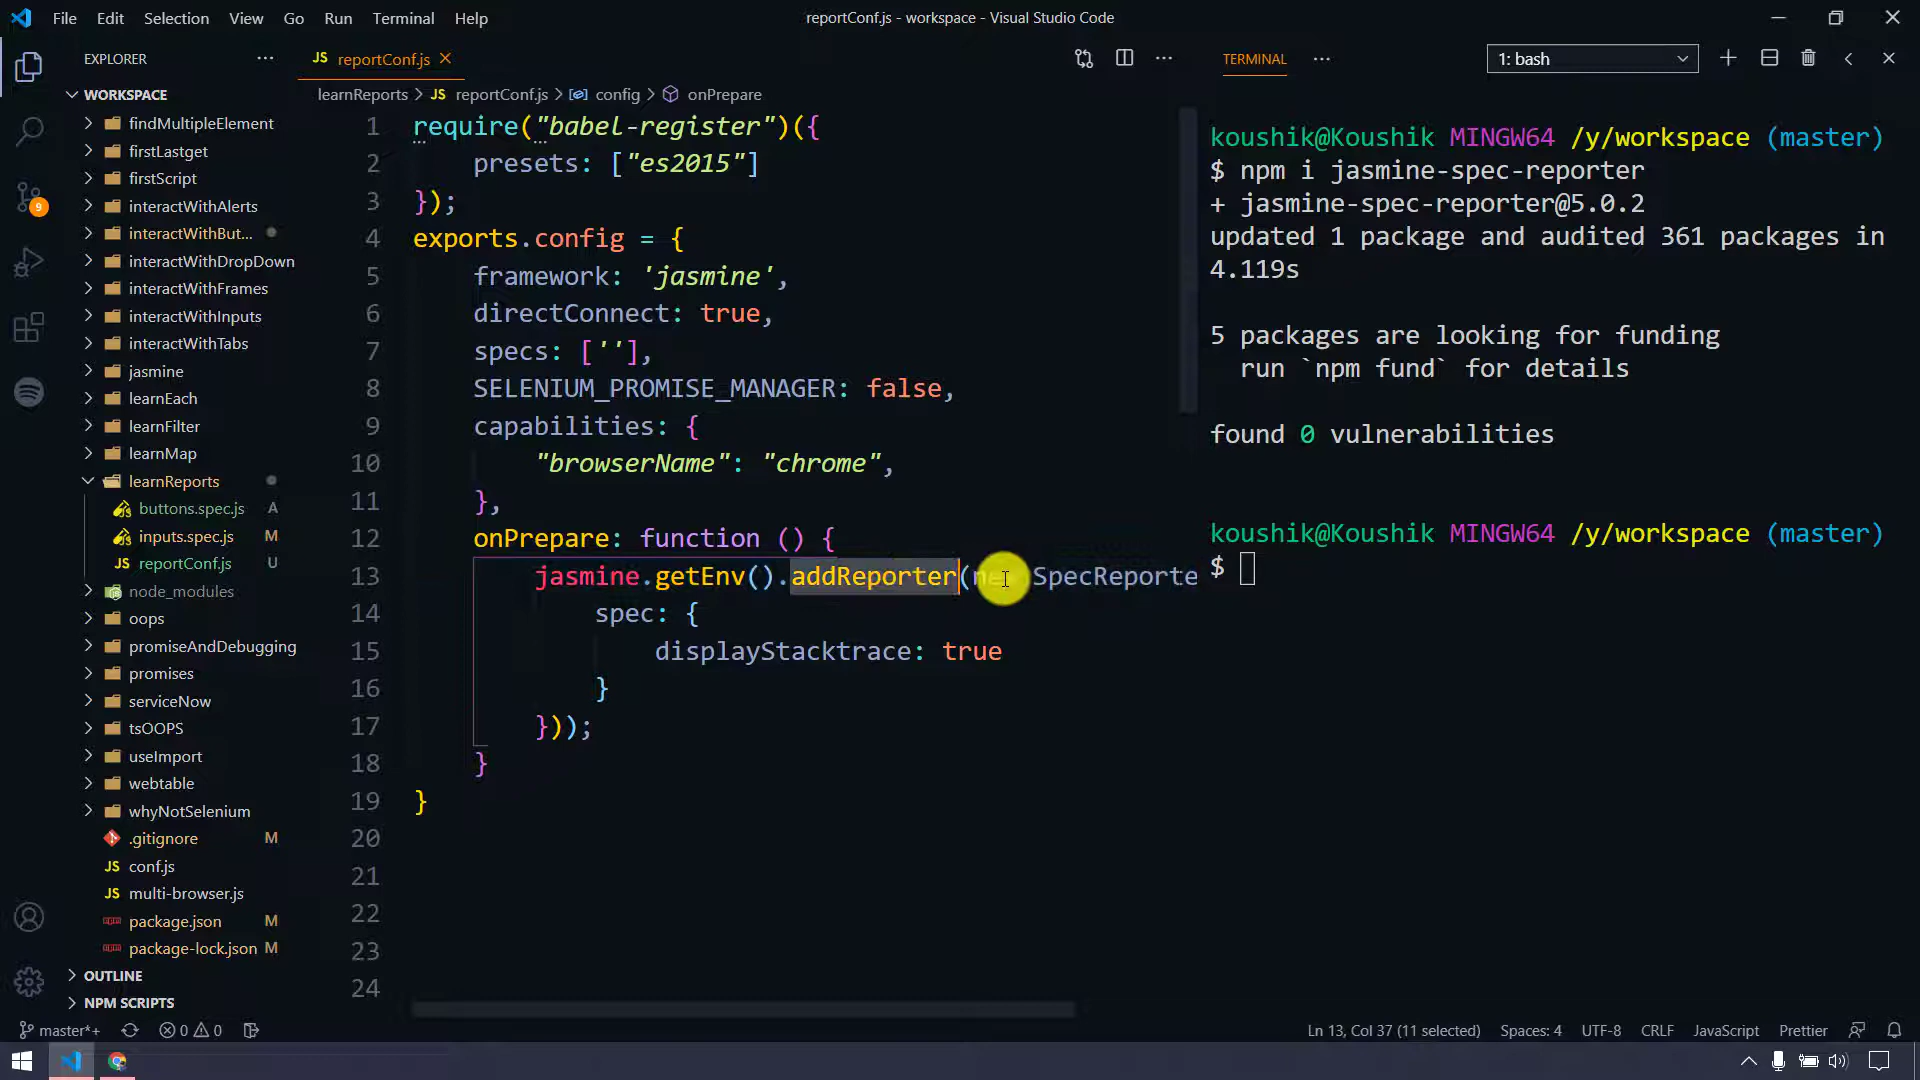 File Edit Selection View Go Run Terminal Help
reportConf.js - workspace - Visual Studio Code
EXPLORER
WORKSPACE
findMultipleElement
firstLastget
firstScript
interactWithAlerts
interactWithBut...
interactWithDropDown
interactWithFrames
interactWithInputs
interactWithTabs
jasmine
learnEach
learnFilter
learnMap
learnReports
buttons.spec.js A
inputs.spec.js M
reportConf.js U
node_modules
oops
promiseAndDebugging
promises
serviceNow
tsOOPS
useImport
webtable
whyNotSelenium
.gitignore M
JS conf.js
JS multi-browser.js
package.json M
package-lock.json M
OUTLINE
NPM SCRIPTS
9
JS reportConf.js
learnReports > JS reportConf.js > config > onPrepare
1 require("babel-register")({
2 presets: ["es2015"]
3 });
4 exports.config = {
5 framework: 'jasmine',
6 directConnect: true,
7 specs: [''],
8 SELENIUM_PROMISE_MANAGER: false,
9 capabilities: {
10 "browserName": "chrome",
11 },
12 onPrepare: function () {
13 jasmine.getEnv().addReporter(new SpecReporte
14 spec: {
15 displayStacktrace: true
16 }
17 }));
18 }
19 }
20
21
22
23
24
TERMINAL
1: bash
koushik@Koushik MINGW64 /y/workspace (master)
$ npm i jasmine-spec-reporter
+ jasmine-spec-reporter@5.0.2
updated 1 package and audited 361 packages in
4.119s
5 packages are looking for funding
run `npm fund` for details
found 0 vulnerabilities
koushik@Koushik MINGW64 /y/workspace (master)
$
master*+ 0 0
Ln 13, Col 37 (11 selected) Spaces: 4 UTF-8 CRLF JavaScript Prettier